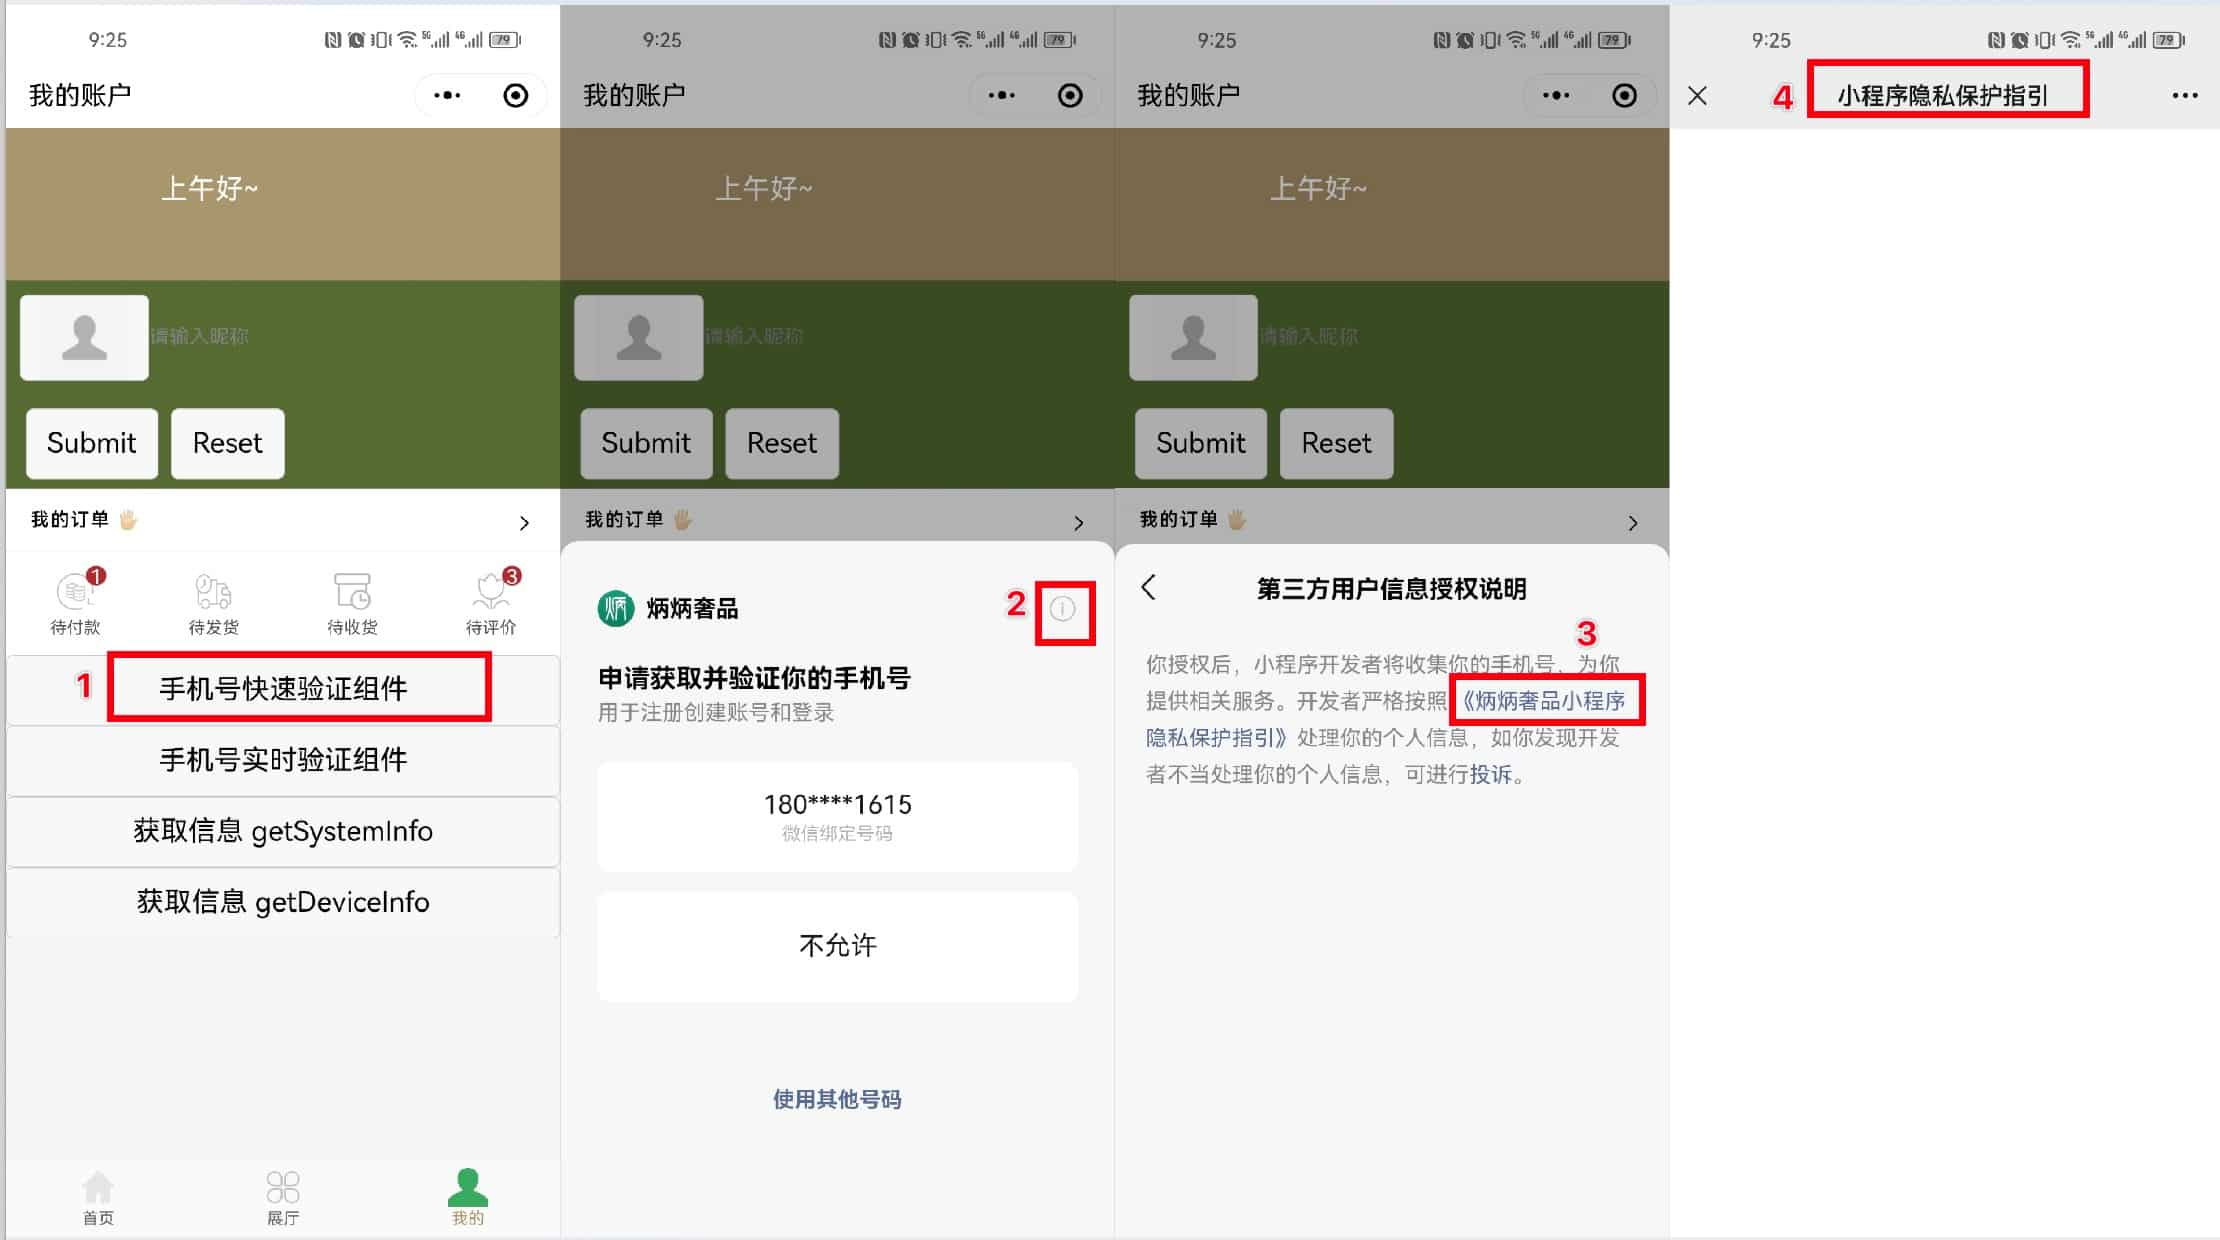 9:25
5G 4G 79
我的账户
上午好~
请输入昵称
Submit Reset
我的订单
1 3
待付款 待发货 待收货 待评价
1
手机号快速验证组件
手机号实时验证组件
获取信息 getSystemInfo
获取信息 getDeviceInfo
首页 展厅 我的
9:25
5G 4G 79
我的账户
上午好~
请输入昵称
Submit Reset
我的订单
炳 炳炳奢品 2
申请获取并验证你的手机号
用于注册创建账号和登录
180****1615
微信绑定号码
不允许
使用其他号码
9:25
5G 4G 79
我的账户
上午好~
请输入昵称
Submit Reset
我的订单
第三方用户信息授权说明
3
你授权后，小程序开发者将收集你的手机号，为你
提供相关服务。开发者严格按照《炳炳奢品小程序
隐私保护指引》处理你的个人信息，如你发现开发
者不当处理你的个人信息，可进行投诉。
9:25
5G 4G 79
4 小程序隐私保护指引